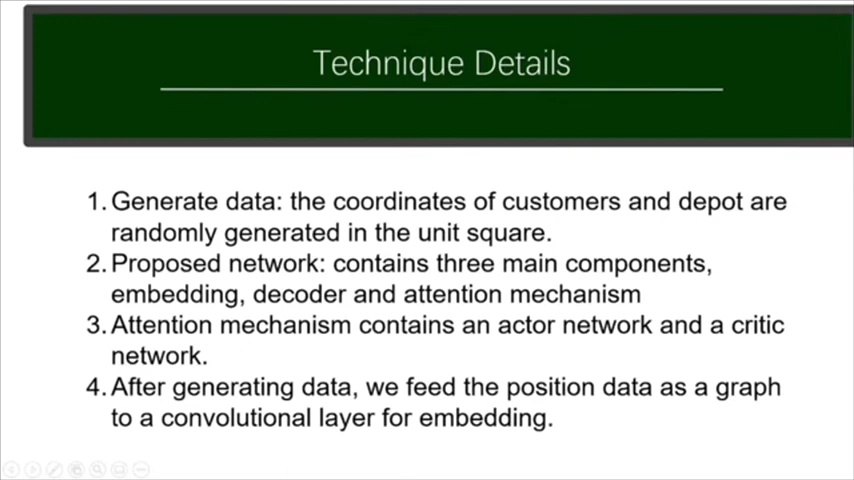 Technique Details
1. Generate data: the coordinates of customers and depot are
randomly generated in the unit square.
2. Proposed network: contains three main components,
embedding, decoder and attention mechanism
3. Attention mechanism contains an actor network and a critic
network.
4. After generating data, we feed the position data as a graph
to a convolutional layer for embedding.